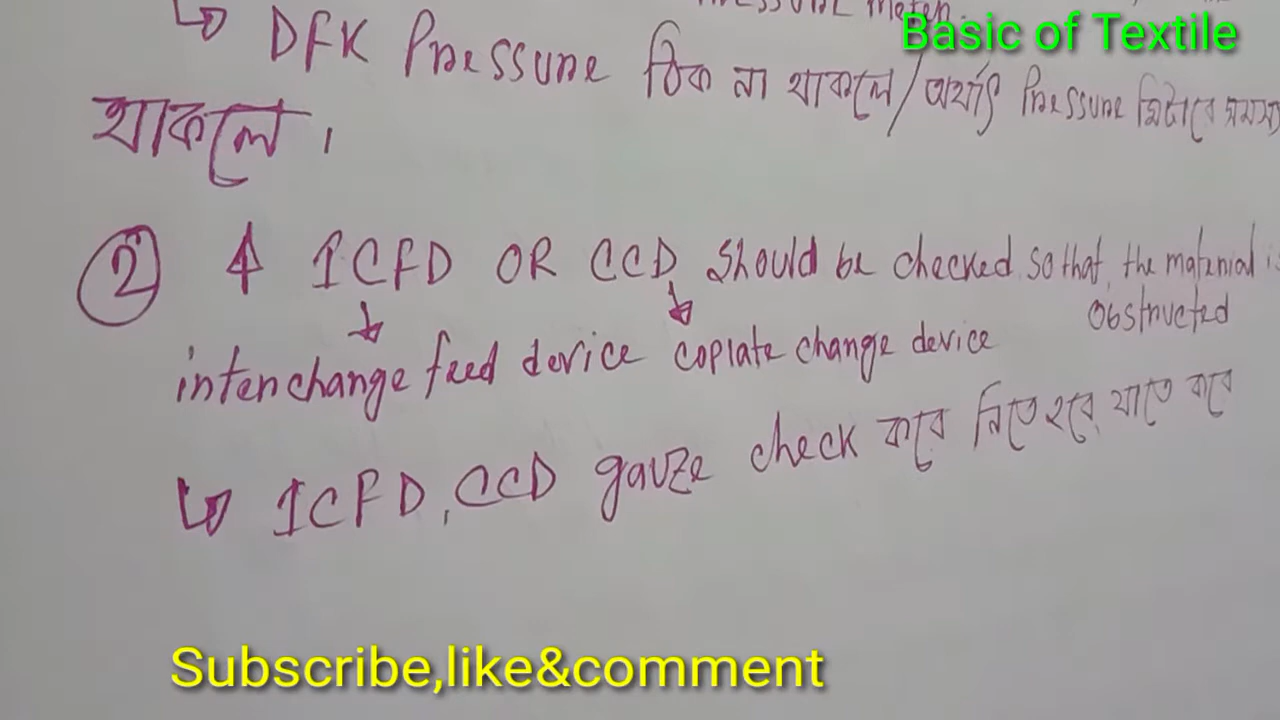 Pressure meter.
Basic of Textile
DFK Pressure ঠিক না থাকলে/অর্থাৎ Pressure মিটারে সমস্যা
থাকলে।
② ICFD OR CCD should be checked so that the material is
obstructed
interchange feed device coplate change device
ICFD, CCD gauze check করে নিতে হবে যাতে করে
Subscribe,like&comment